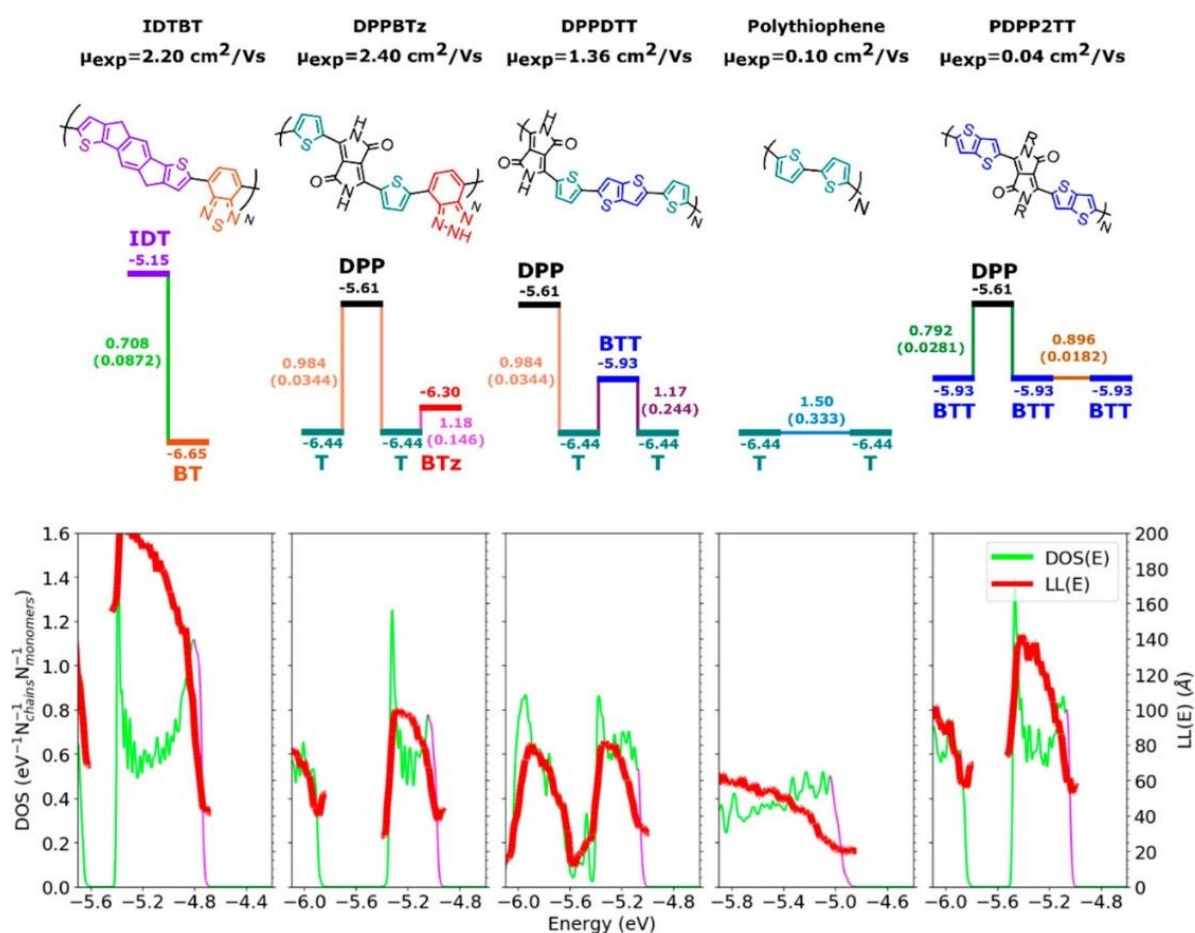 IDTBT
μexp=2.20 cm²/Vs
DPPBTz
μexp=2.40 cm²/Vs
DPPDTT
μexp=1.36 cm²/Vs
Polythiophene
μexp=0.10 cm²/Vs
PDPP2TT
μexp=0.04 cm²/Vs
S
S
N
S
N
N
S
N
H
O
O
N
H
S
N
N
NH
N
H
N
O
O
N
H
S
S
S
S
N
S
S
N
S
S
R
N
O
O
N
R
S
S
N
IDT
-5.15
0.708
(0.0872)
-6.65
BT
DPP
-5.61
0.984
(0.0344)
-6.44
T
-6.44
T
-6.30
1.18
(0.146)
BTz
DPP
-5.61
0.984
(0.0344)
BTT
-5.93
1.17
(0.244)
-6.44
T
-6.44
T
1.50
(0.333)
-6.44
T
-6.44
T
DPP
-5.61
0.792
(0.0281)
0.896
(0.0182)
-5.93
BTT
-5.93
BTT
-5.93
BTT
DOS (eV⁻¹N⁻¹chainsN⁻¹monomers)
1.6
1.4
1.2
1.0
0.8
0.6
0.4
0.2
0.0
−5.6 −5.2 −4.8 −4.4
−6.0 −5.6 −5.2 −4.8
−6.0 −5.6 −5.2 −4.8
−5.8 −5.4 −5.0 −4.6
−6.0 −5.6 −5.2 −4.8
DOS(E)
LL(E)
200
180
160
140
120
100
80
60
40
20
0
LL(E) (Å)
Energy (eV)